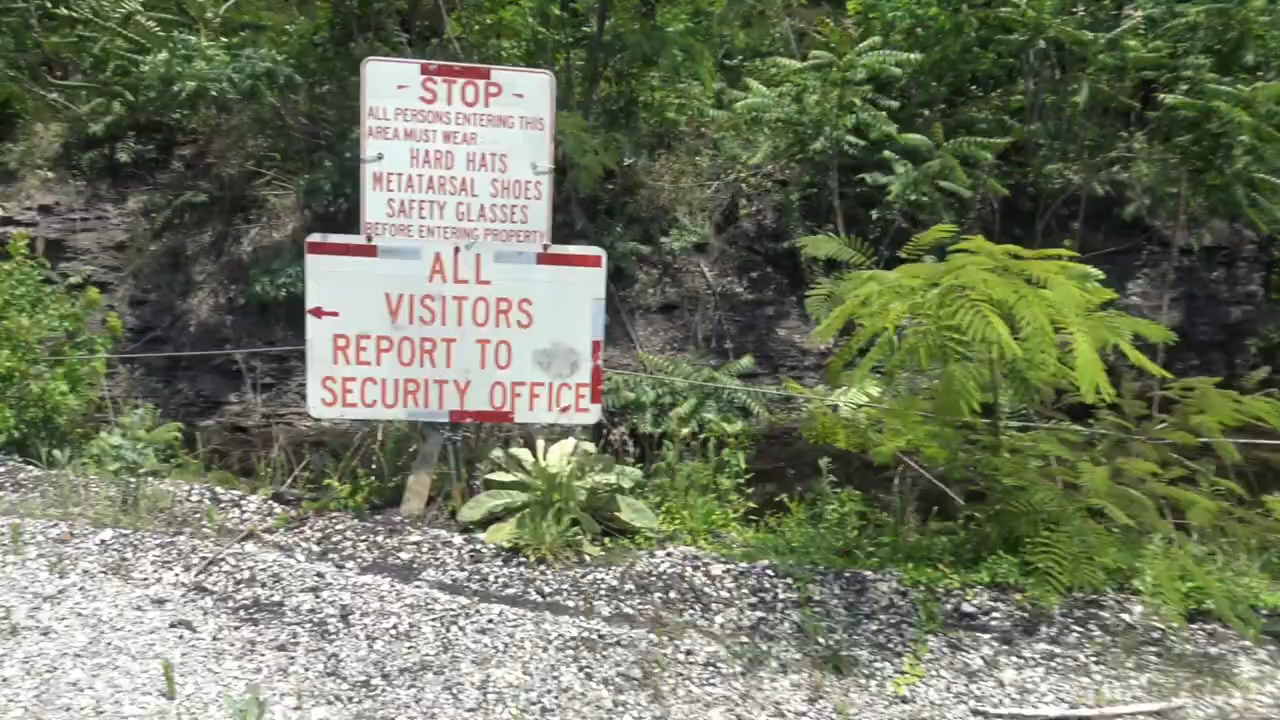 - STOP -
ALL PERSONS ENTERING THIS
AREA MUST WEAR:
HARD HATS
METATARSAL SHOES
SAFETY GLASSES
BEFORE ENTERING PROPERTY
ALL
VISITORS
REPORT TO
SECURITY OFFICE